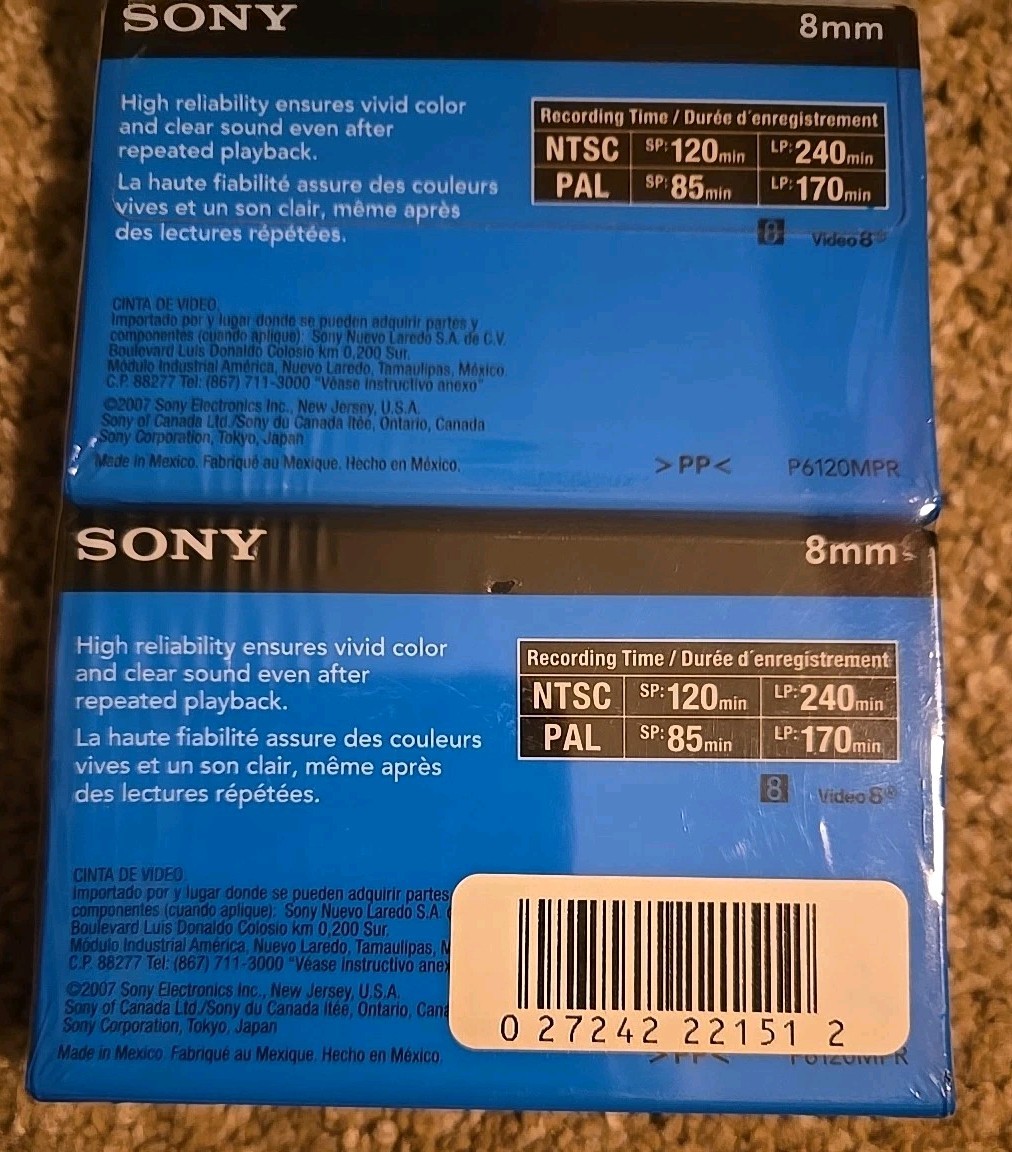 SONY 8mm
High reliability ensures vivid color
and clear sound even after
repeated playback.
La haute fiabilité assure des couleurs
vives et un son clair, même après
des lectures répétées.
Recording Time / Durée d'enregistrement
NTSC SP: 120min LP: 240min
PAL SP: 85min LP: 170min
8 Video 8
CINTA DE VIDEO.
Importado por y lugar donde se pueden adquirir partes y
componentes (cuando aplique): Sony Nuevo Laredo S.A. de C.V.
Boulevard Luis Donaldo Colosio km 0,200 Sur,
Módulo Industrial América, Nuevo Laredo, Tamaulipas, México.
C.P. 88277 Tel: (867) 711-3000 "Véase Instructivo anexo"
©2007 Sony Electronics Inc., New Jersey, U.S.A.
Sony of Canada Ltd./Sony du Canada ltée, Ontario, Canada
Sony Corporation, Tokyo, Japan
Made in Mexico. Fabriqué au Mexique. Hecho en México.
>PP< P6120MPR
SONY 8mm
High reliability ensures vivid color
and clear sound even after
repeated playback.
La haute fiabilité assure des couleurs
vives et un son clair, même après
des lectures répétées.
Recording Time / Durée d'enregistrement
NTSC SP: 120min LP: 240min
PAL SP: 85min LP: 170min
8 Video 8®
CINTA DE VIDEO.
Importado por y lugar donde se pueden adquirir partes
componentes (cuando aplique): Sony Nuevo Laredo S.A.
Boulevard Luis Donaldo Colosio km 0,200 Sur,
Módulo Industrial América, Nuevo Laredo, Tamaulipas,
C.P. 88277 Tel: (867) 711-3000 "Véase Instructivo
©2007 Sony Electronics Inc., New Jersey, U.S.A.
Sony of Canada Ltd./Sony du Canada ltée, Ontario,
Sony Corporation, Tokyo, Japan
Made in Mexico. Fabriqué au Mexique. Hecho en México.
0 27242 22151 2